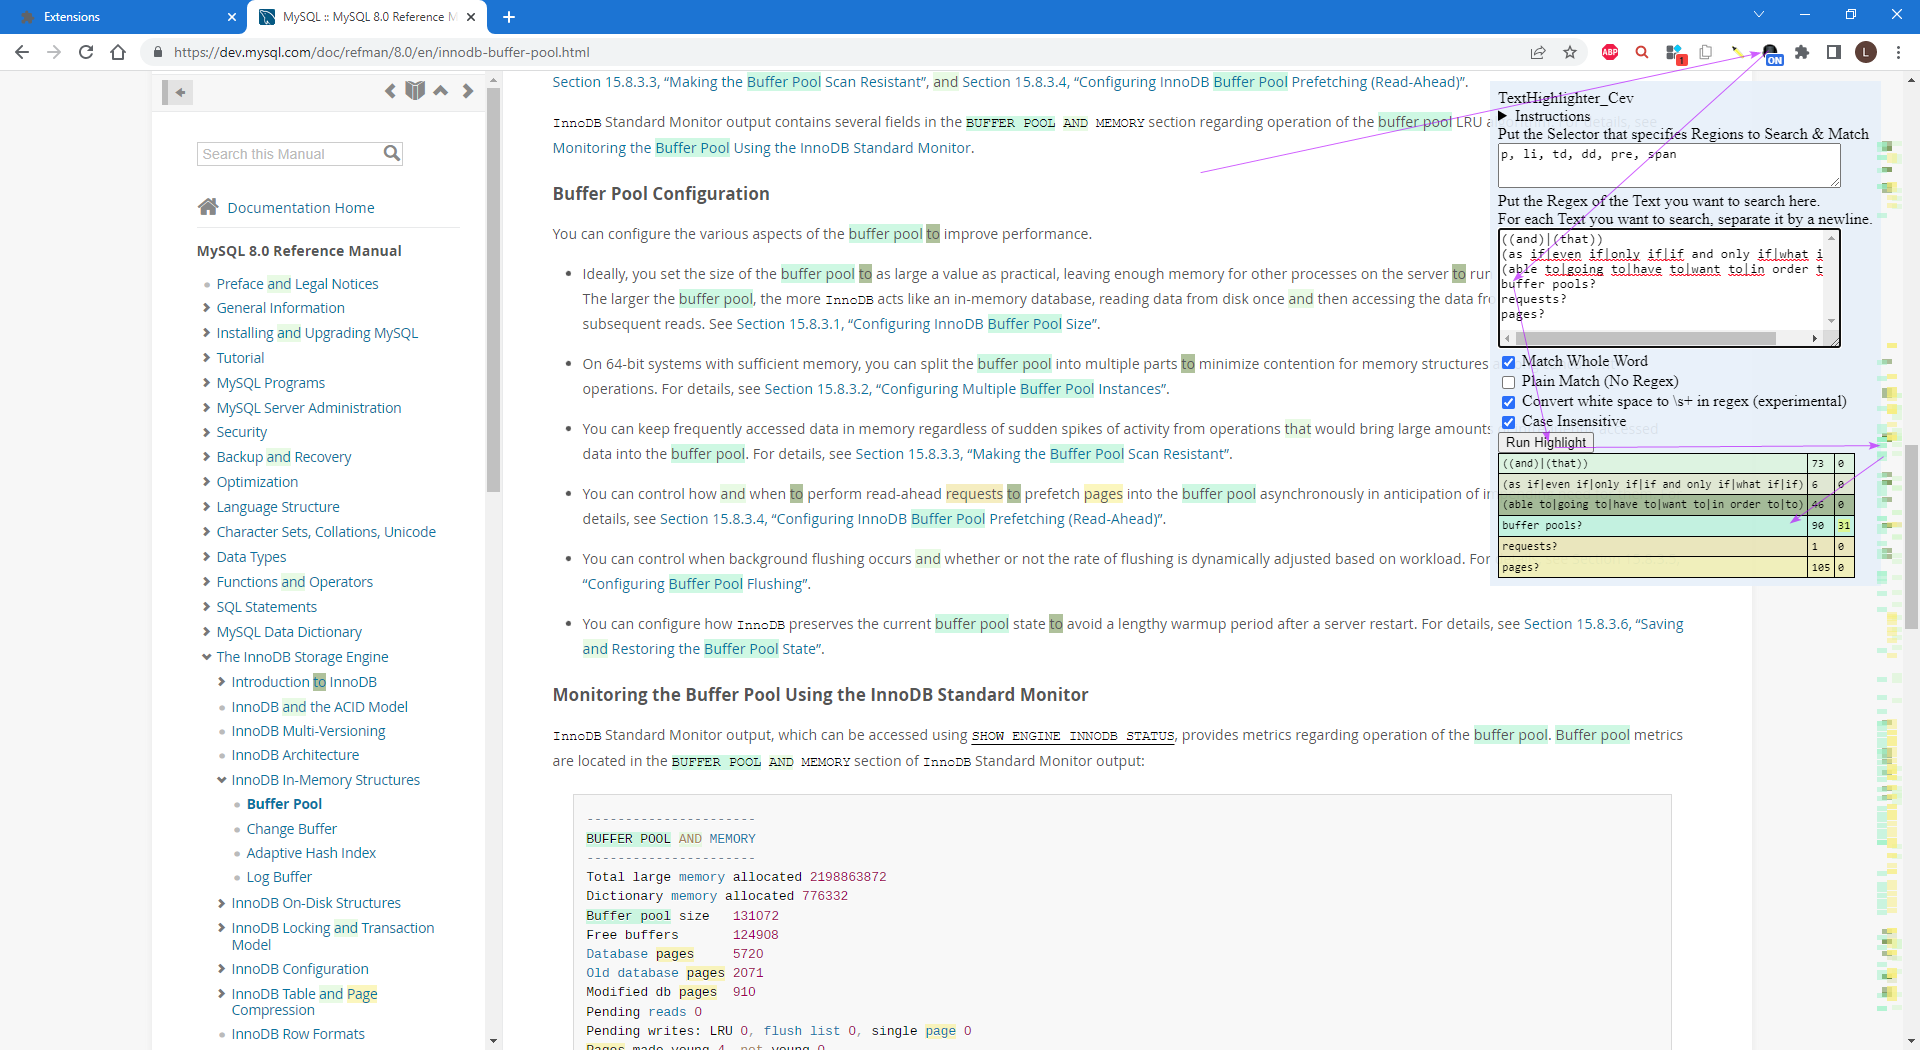 Extensions
MySQL :: MySQL 8.0 Reference M
https://dev.mysql.com/doc/refman/8.0/en/innodb-buffer-pool.html
ABP
1
ON
L
Search this Manual
Documentation Home
MySQL 8.0 Reference Manual
Preface and Legal Notices
General Information
Installing and Upgrading MySQL
Tutorial
MySQL Programs
MySQL Server Administration
Security
Backup and Recovery
Optimization
Language Structure
Character Sets, Collations, Unicode
Data Types
Functions and Operators
SQL Statements
MySQL Data Dictionary
The InnoDB Storage Engine
Introduction to InnoDB
InnoDB and the ACID Model
InnoDB Multi-Versioning
InnoDB Architecture
InnoDB In-Memory Structures
Buffer Pool
Change Buffer
Adaptive Hash Index
Log Buffer
InnoDB On-Disk Structures
InnoDB Locking and Transaction
Model
InnoDB Configuration
InnoDB Table and Page
Compression
InnoDB Row Formats
Section 15.8.3.3, “Making the Buffer Pool Scan Resistant”, and Section 15.8.3.4, “Configuring InnoDB Buffer Pool Prefetching (Read-Ahead)”.
InnoDB Standard Monitor output contains several fields in the BUFFER POOL AND MEMORY section regarding operation of the buffer pool LRU
Monitoring the Buffer Pool Using the InnoDB Standard Monitor.
Buffer Pool Configuration
You can configure the various aspects of the buffer pool to improve performance.
Ideally, you set the size of the buffer pool to as large a value as practical, leaving enough memory for other processes on the server to run
The larger the buffer pool, the more InnoDB acts like an in-memory database, reading data from disk once and then accessing the data fr
subsequent reads. See Section 15.8.3.1, “Configuring InnoDB Buffer Pool Size”.
On 64-bit systems with sufficient memory, you can split the buffer pool into multiple parts to minimize contention for memory structures
operations. For details, see Section 15.8.3.2, “Configuring Multiple Buffer Pool Instances”.
You can keep frequently accessed data in memory regardless of sudden spikes of activity from operations that would bring large amounts
data into the buffer pool. For details, see Section 15.8.3.3, “Making the Buffer Pool Scan Resistant”.
You can control how and when to perform read-ahead requests to prefetch pages into the buffer pool asynchronously in anticipation of i
details, see Section 15.8.3.4, “Configuring InnoDB Buffer Pool Prefetching (Read-Ahead)”.
You can control when background flushing occurs and whether or not the rate of flushing is dynamically adjusted based on workload. For
“Configuring Buffer Pool Flushing”.
You can configure how InnoDB preserves the current buffer pool state to avoid a lengthy warmup period after a server restart. For details, see Section 15.8.3.6, “Saving
and Restoring the Buffer Pool State”.
Monitoring the Buffer Pool Using the InnoDB Standard Monitor
InnoDB Standard Monitor output, which can be accessed using SHOW ENGINE INNODB STATUS, provides metrics regarding operation of the buffer pool. Buffer pool metrics
are located in the BUFFER POOL AND MEMORY section of InnoDB Standard Monitor output:
----------------------
BUFFER POOL AND MEMORY
----------------------
Total large memory allocated 2198863872
Dictionary memory allocated 776332
Buffer pool size 131072
Free buffers 124908
Database pages 5720
Old database pages 2071
Modified db pages 910
Pending reads 0
Pending writes: LRU 0, flush list 0, single page 0
Pages made young 4, not young 0
TextHighlighter_Cev
Instructions
Put the Selector that specifies Regions to Search & Match
p, li, td, dd, pre, span
Put the Regex of the Text you want to search here.
For each Text you want to search, separate it by a newline.
((and)|(that))
(as if|even if|only if|if and only if|what i
(able to|going to|have to|want to|in order t
buffer pools?
requests?
pages?
Match Whole Word
Plain Match (No Regex)
Convert white space to \s+ in regex (experimental)
Case Insensitive
Run Highlight
((and)|(that)) 73 0
(as if|even if|only if|if and only if|what if|if) 6 0
(able to|going to|have to|want to|in order to|to) 46 0
buffer pools? 90 31
requests? 1 0
pages? 105 0